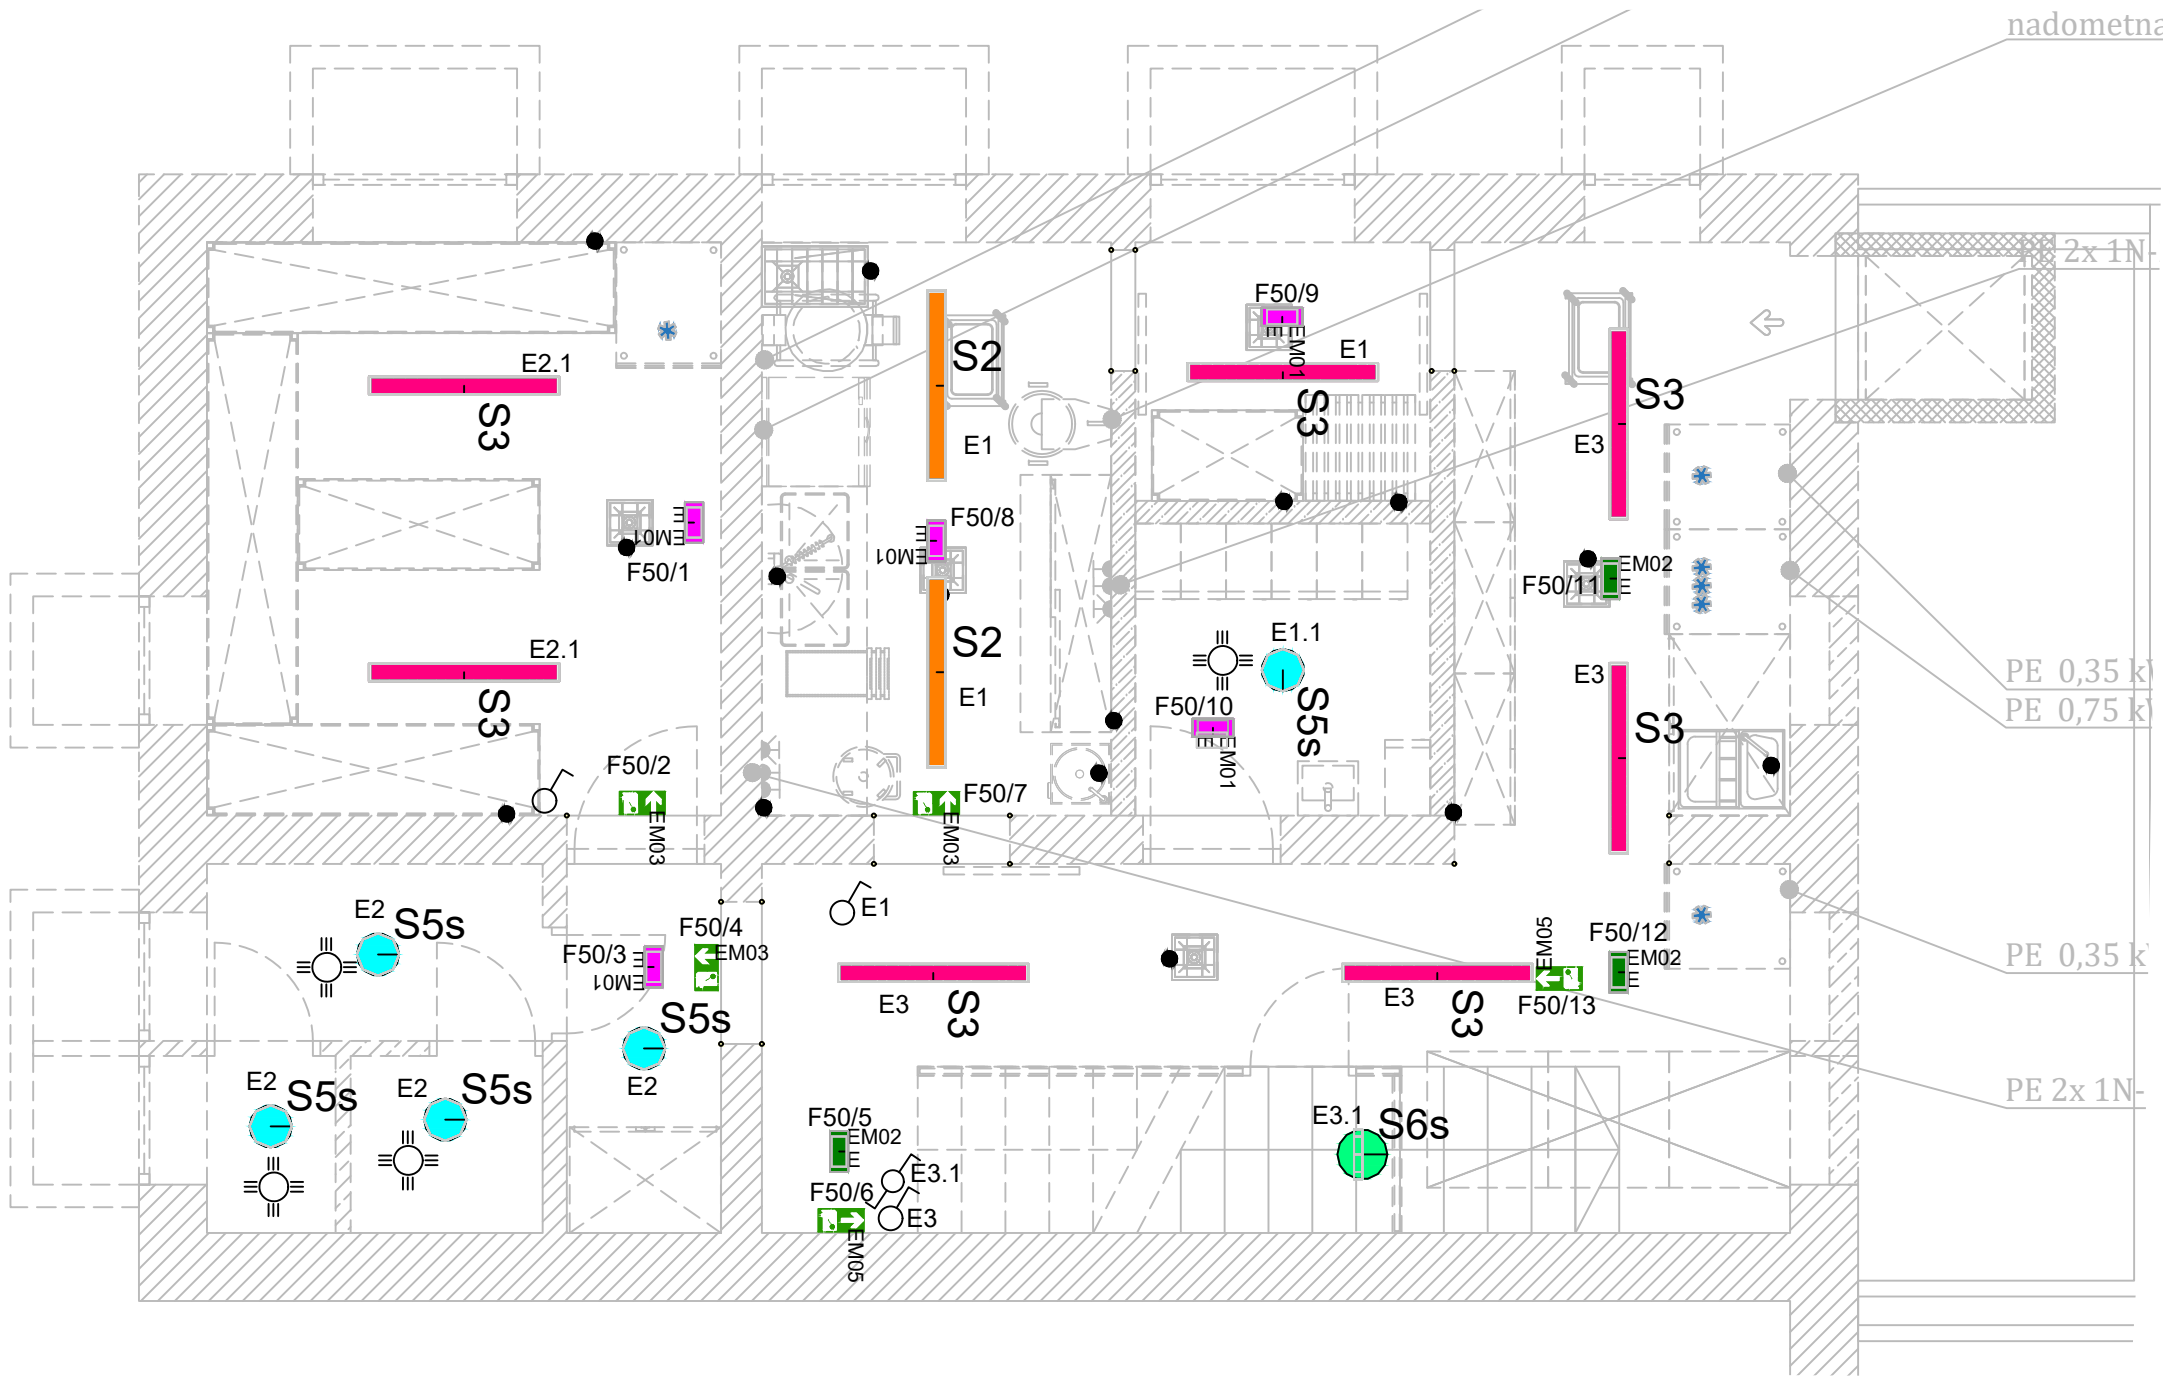 nadometna
PE 2x 1N-
F50/9
E
EM01
E2.1
S3
S2
E1
E1
S3
S3
E3
E
EM01
F50/1
F50/8
E
EM01
EM02
F50/11
E
E2.1
S3
S2
E1
E1.1
S5s
F50/10
E
EM01
E3
S3
PE 0,35 k
PE 0,75 k
F50/2
EM03
F50/7
EM03
E2
S5s
F50/3
E
EM01
F50/4
EM03
E1
E3
S3
E3
S3
EM05
F50/13
F50/12
EM02
E
PE 0,35 k
S5s
E2
E2
S5s
E2
S5s
F50/5
EM02
E
E3.1
F50/6
E3
EM05
E3.1
S6s
PE 2x 1N-